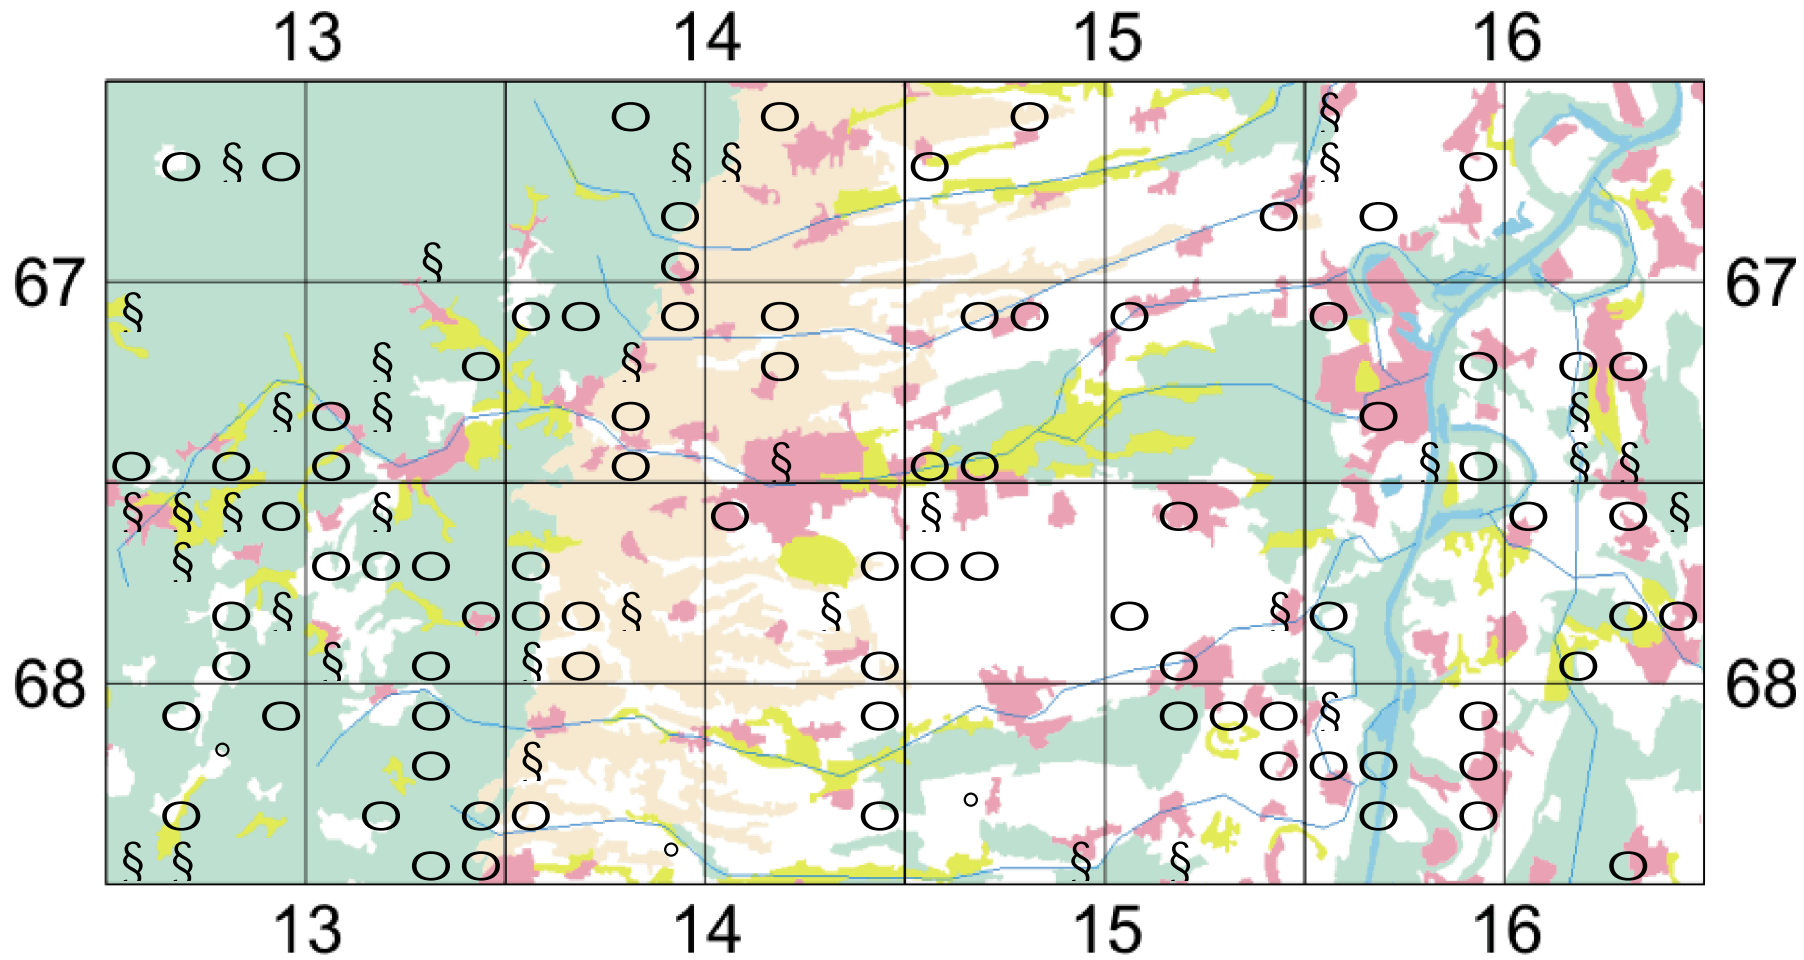 13 14 15 16
O O O §
O § O § § O § O
O O O
§ O
67 67
§ O O O O O O O O
§ O § O O O O
§ O § O O §
O O O O § O O § O § §
§ § § O § O § O O O §
§ O O O O O O O
O § O O O § § O § O O O
O § O § O O O O
68 68
O O O O O O O § O
O § O O O O
O O O O O O O
§ § O O § § O
13 14 15 16